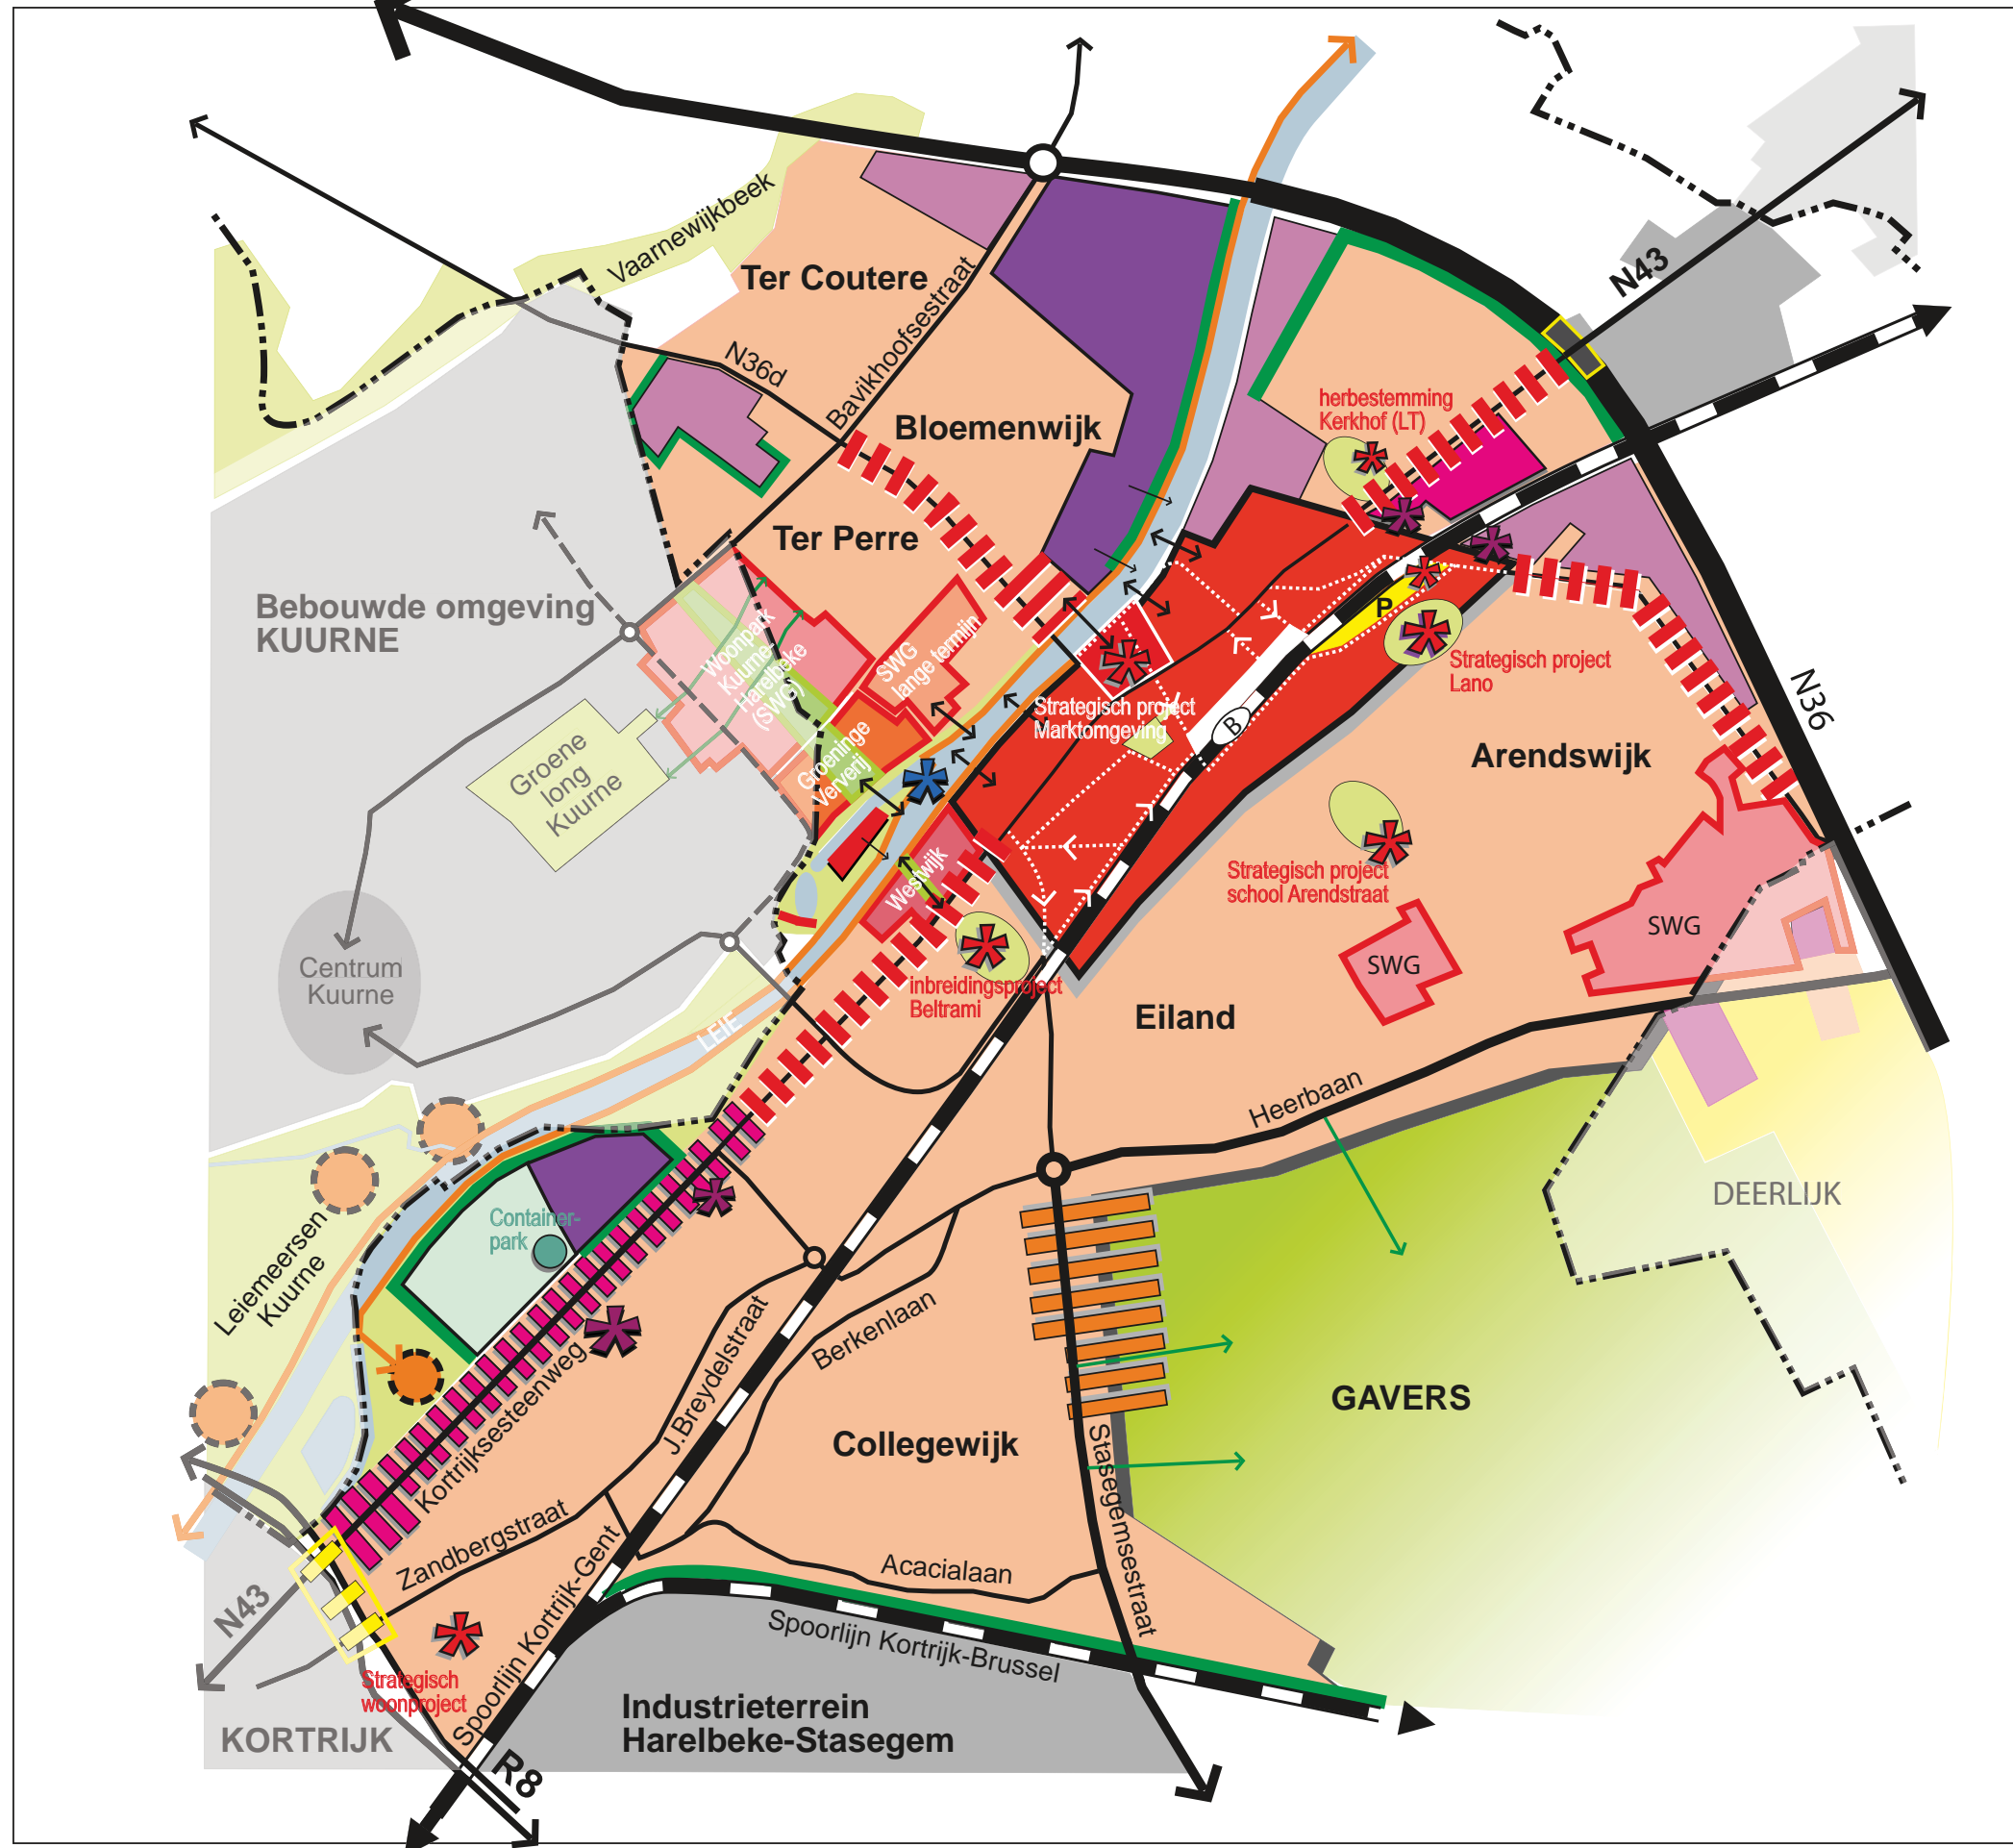 N43
Vaarnewijkbeek
Ter Coutere
Bavikhoofsestraat
N36d
herbestemming
Kerkhof (LT)
Bloemenwijk
Ter Perre
Bebouwde omgeving
KUURNE
P
Woonpark
Kuurne-
Harelbeke
(SWG)
SWG
lange termijn
Strategisch project
Lano
N36
Strategisch project
Marktomgeving
B
Groene
long
Kuurne
Groeninge
Ververij
Arendswijk
Strategisch project
school Arendstraat
Westwijk
SWG
SWG
Centrum
Kuurne
inbreidingsproject
Beltrami
Eiland
LEIE
Heerbaan
DEERLIJK
Container-
park
Leiemeersen
Kuurne
Kortrijksesteenweg
J.Breydelstraat
Berkenlaan
GAVERS
Collegewijk
Stasegemsestraat
Zandbergstraat
Acacialaan
N43
Spoorlijn Kortrijk-Gent
Spoorlijn Kortrijk-Brussel
Strategisch
woonproject
Industrieterrein
Harelbeke-Stasegem
KORTRIJK
R8